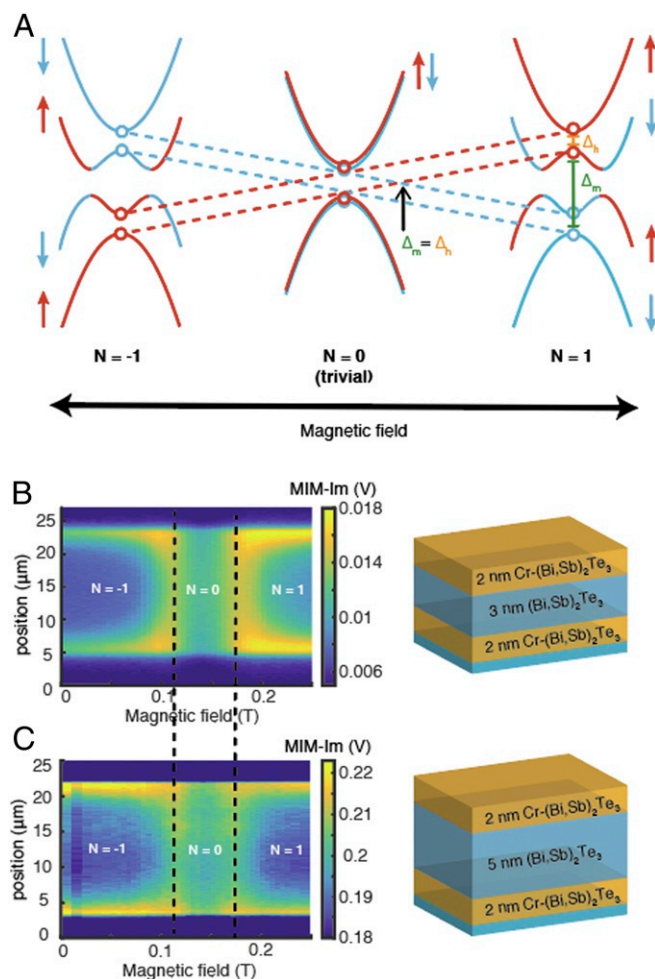 A
Δh
Δm
Δm = Δh
N = -1
N = 0
(trivial)
N = 1
Magnetic field
B
MIM-Im (V)
position (μm)
25
20
15
10
5
0
N = -1
N = 0
N = 1
0
0.1
0.2
Magnetic field (T)
0.018
0.014
0.01
0.006
2 nm Cr-(Bi,Sb)2Te3
3 nm (Bi,Sb)2Te3
2 nm Cr-(Bi,Sb)2Te3
C
MIM-Im (V)
position (μm)
25
20
15
10
5
0
N = -1
N = 0
N = 1
0
0.1
0.2
Magnetic field (T)
0.22
0.21
0.2
0.19
0.18
2 nm Cr-(Bi,Sb)2Te3
5 nm (Bi,Sb)2Te3
2 nm Cr-(Bi,Sb)2Te3